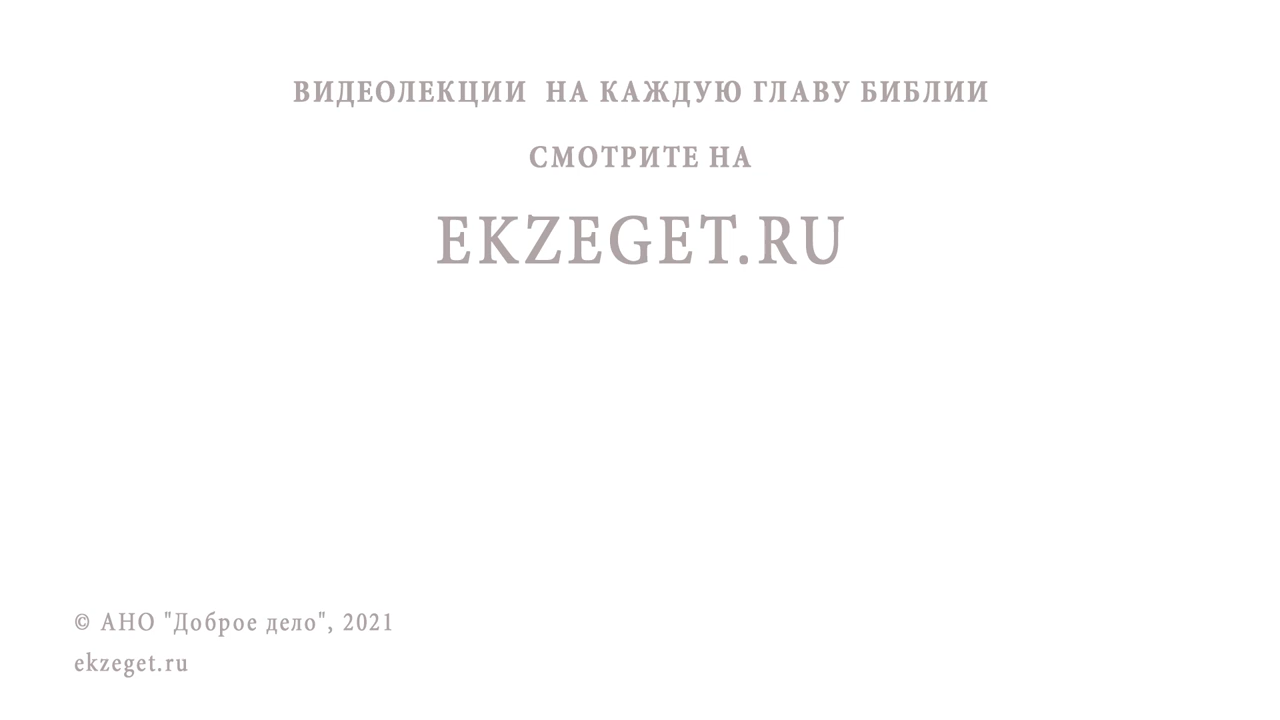 ВИДЕОЛЕКЦИИ НА КАЖДУЮ ГЛАВУ БИБЛИИ
СМОТРИТЕ НА
EKZEGET.RU
© АНО "Доброе дело", 2021
ekzeget.ru